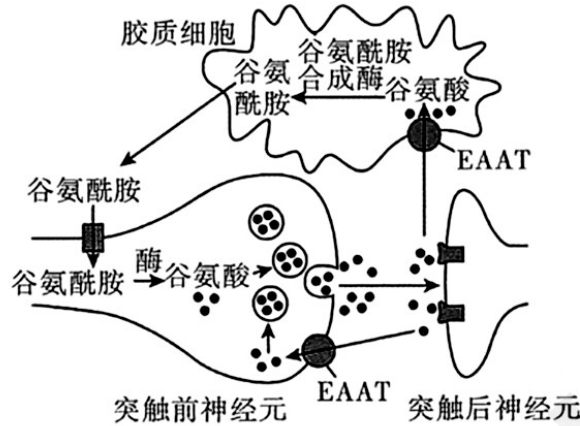 胶质细胞
谷氨酰胺
合成酶
谷氨
酰胺
谷氨酸
EAAT
谷氨酰胺
谷氨酰胺
酶
谷氨酸
EAAT
突触前神经元
突触后神经元